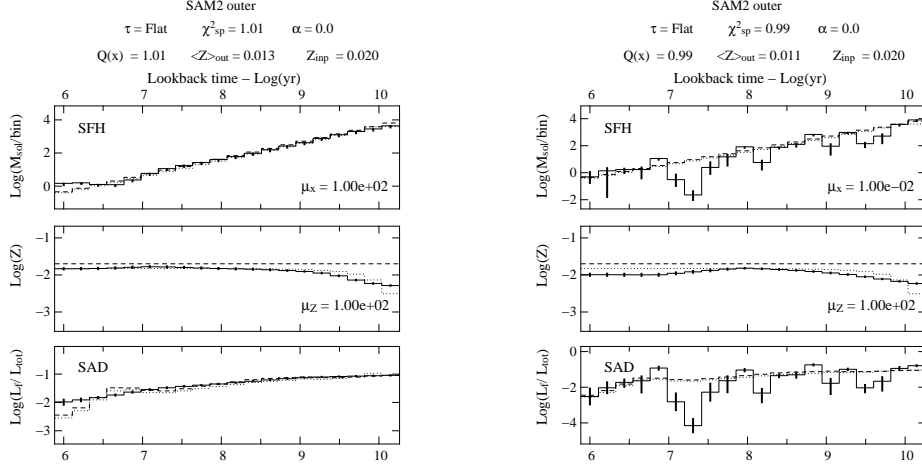 SAM2 outer
τ = Flat χ²sp = 1.01 α = 0.0
Q(x) = 1.01 <Z>out = 0.013 Zinp = 0.020
Lookback time − Log(yr)
6 7 8 9 10
Log(Msol/bin)
4
2
0
SFH
μx = 1.00e+02
Log(Z)
−1
−2
−3
μZ = 1.00e+02
Log(Lf/ Ltot)
0
−1
−2
−3
SAD
6 7 8 9 10
SAM2 outer
τ = Flat χ²sp = 0.99 α = 0.0
Q(x) = 0.99 <Z>out = 0.011 Zinp = 0.020
Lookback time − Log(yr)
6 7 8 9 10
Log(Msol/bin)
4
2
0
−2
SFH
μx = 1.00e−02
Log(Z)
−1
−2
−3
μZ = 1.00e+02
Log(Lf/ Ltot)
0
−2
−4
SAD
6 7 8 9 10